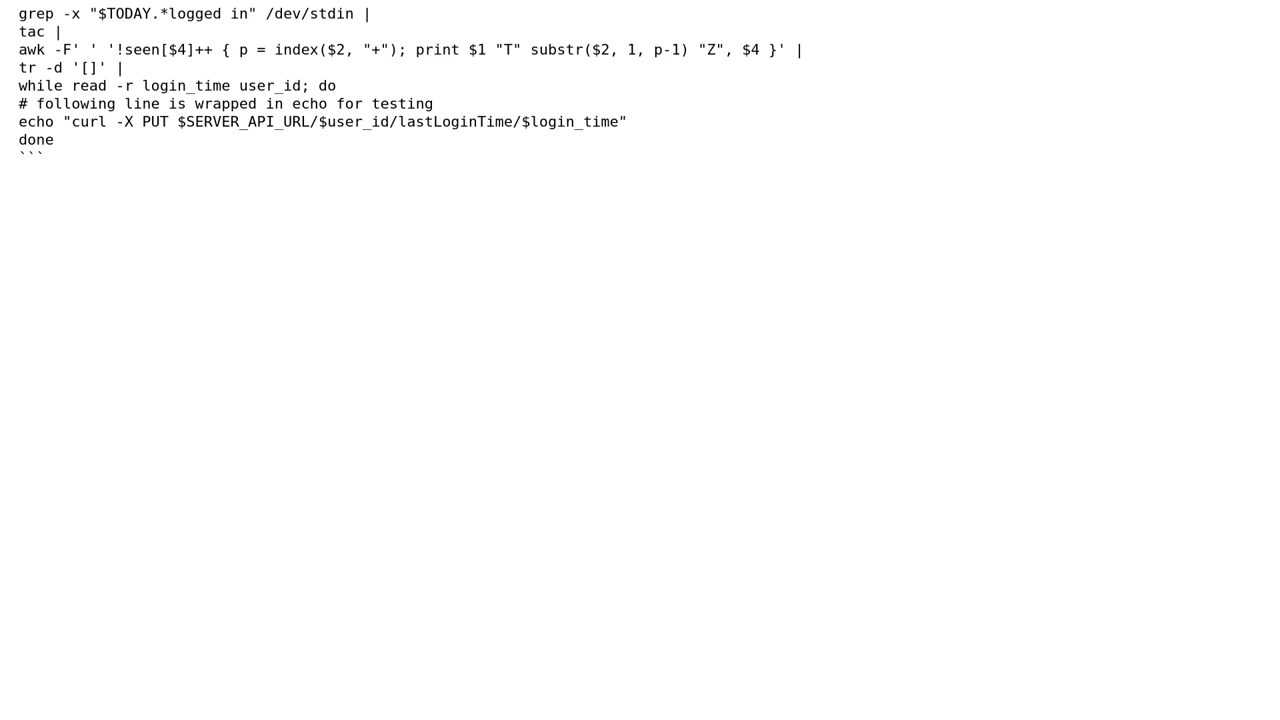 grep -x "$TODAY.*logged in" /dev/stdin |
tac |
awk -F' ' '!seen[$4]++ { p = index($2, "+"); print $1 "T" substr($2, 1, p-1) "Z", $4 }' |
tr -d '[]' |
while read -r login_time user_id; do
# following line is wrapped in echo for testing
echo "curl -X PUT $SERVER_API_URL/$user_id/lastLoginTime/$login_time"
done
```